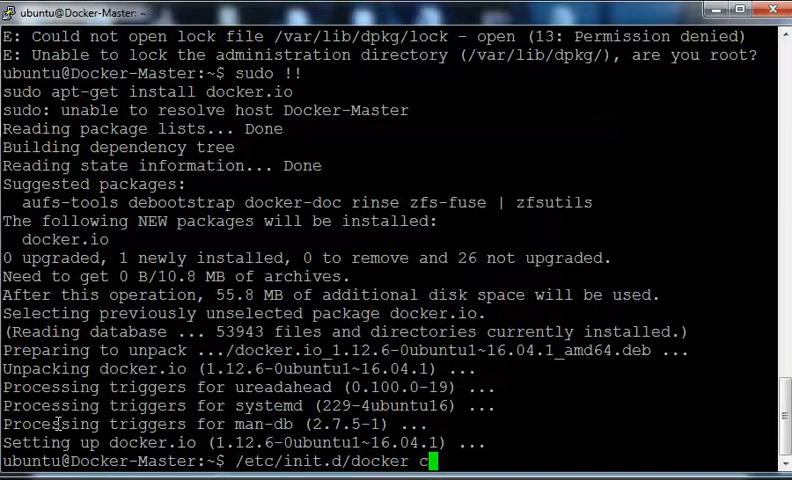 ubuntu@Docker-Master: ~
E: Could not open lock file /var/lib/dpkg/lock - open (13: Permission denied)
E: Unable to lock the administration directory (/var/lib/dpkg/), are you root?
ubuntu@Docker-Master:~$ sudo !!
sudo apt-get install docker.io
sudo: unable to resolve host Docker-Master
Reading package lists... Done
Building dependency tree
Reading state information... Done
Suggested packages:
  aufs-tools debootstrap docker-doc rinse zfs-fuse | zfsutils
The following NEW packages will be installed:
  docker.io
0 upgraded, 1 newly installed, 0 to remove and 26 not upgraded.
Need to get 0 B/10.8 MB of archives.
After this operation, 55.8 MB of additional disk space will be used.
Selecting previously unselected package docker.io.
(Reading database ... 53943 files and directories currently installed.)
Preparing to unpack .../docker.io_1.12.6-0ubuntu1~16.04.1_amd64.deb ...
Unpacking docker.io (1.12.6-0ubuntu1~16.04.1) ...
Processing triggers for ureadahead (0.100.0-19) ...
Processing triggers for systemd (229-4ubuntu16) ...
Processing triggers for man-db (2.7.5-1) ...
Setting up docker.io (1.12.6-0ubuntu1~16.04.1) ...
ubuntu@Docker-Master:~$ /etc/init.d/docker c